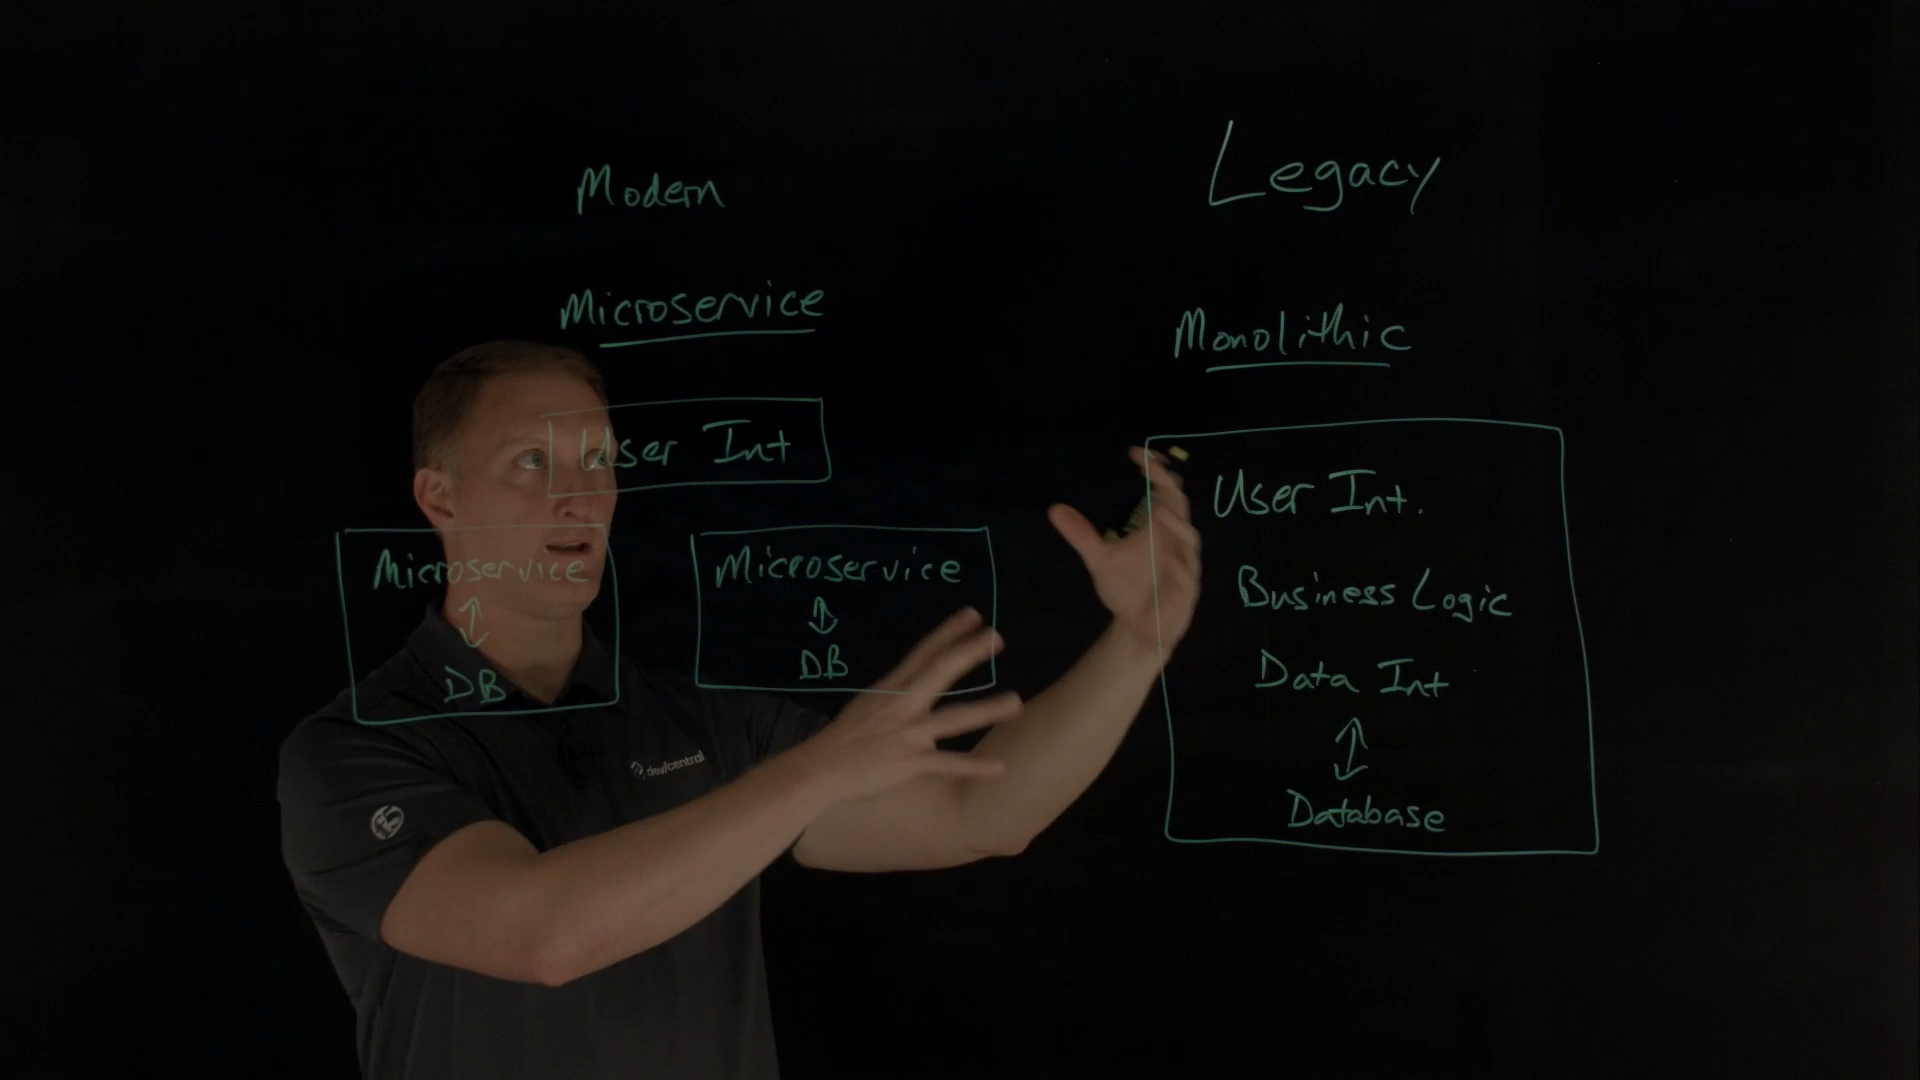 Modern
Microservice
User Int
Microservice
DB
Microservice
DB
Legacy
Monolithic
User Int.
Business Logic
Data Int
Database
dev/central